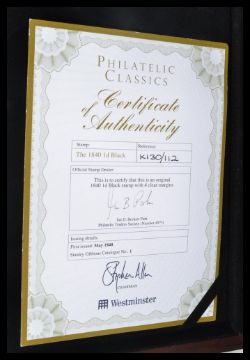 PHILATELIC
CLASSICS
Certificate
of
Authenticity
Stamp
Reference
The 1840 1d Black
K130/112
Official Stamp Dealer
This is to certify that this is an original
1840 1d Black stamp with 4 clear margins
Philatelic Traders Society
Issuing details
First issued May 1840
Stanley Gibbons Catalogue No. 1
CHAIRMAN
Westminster